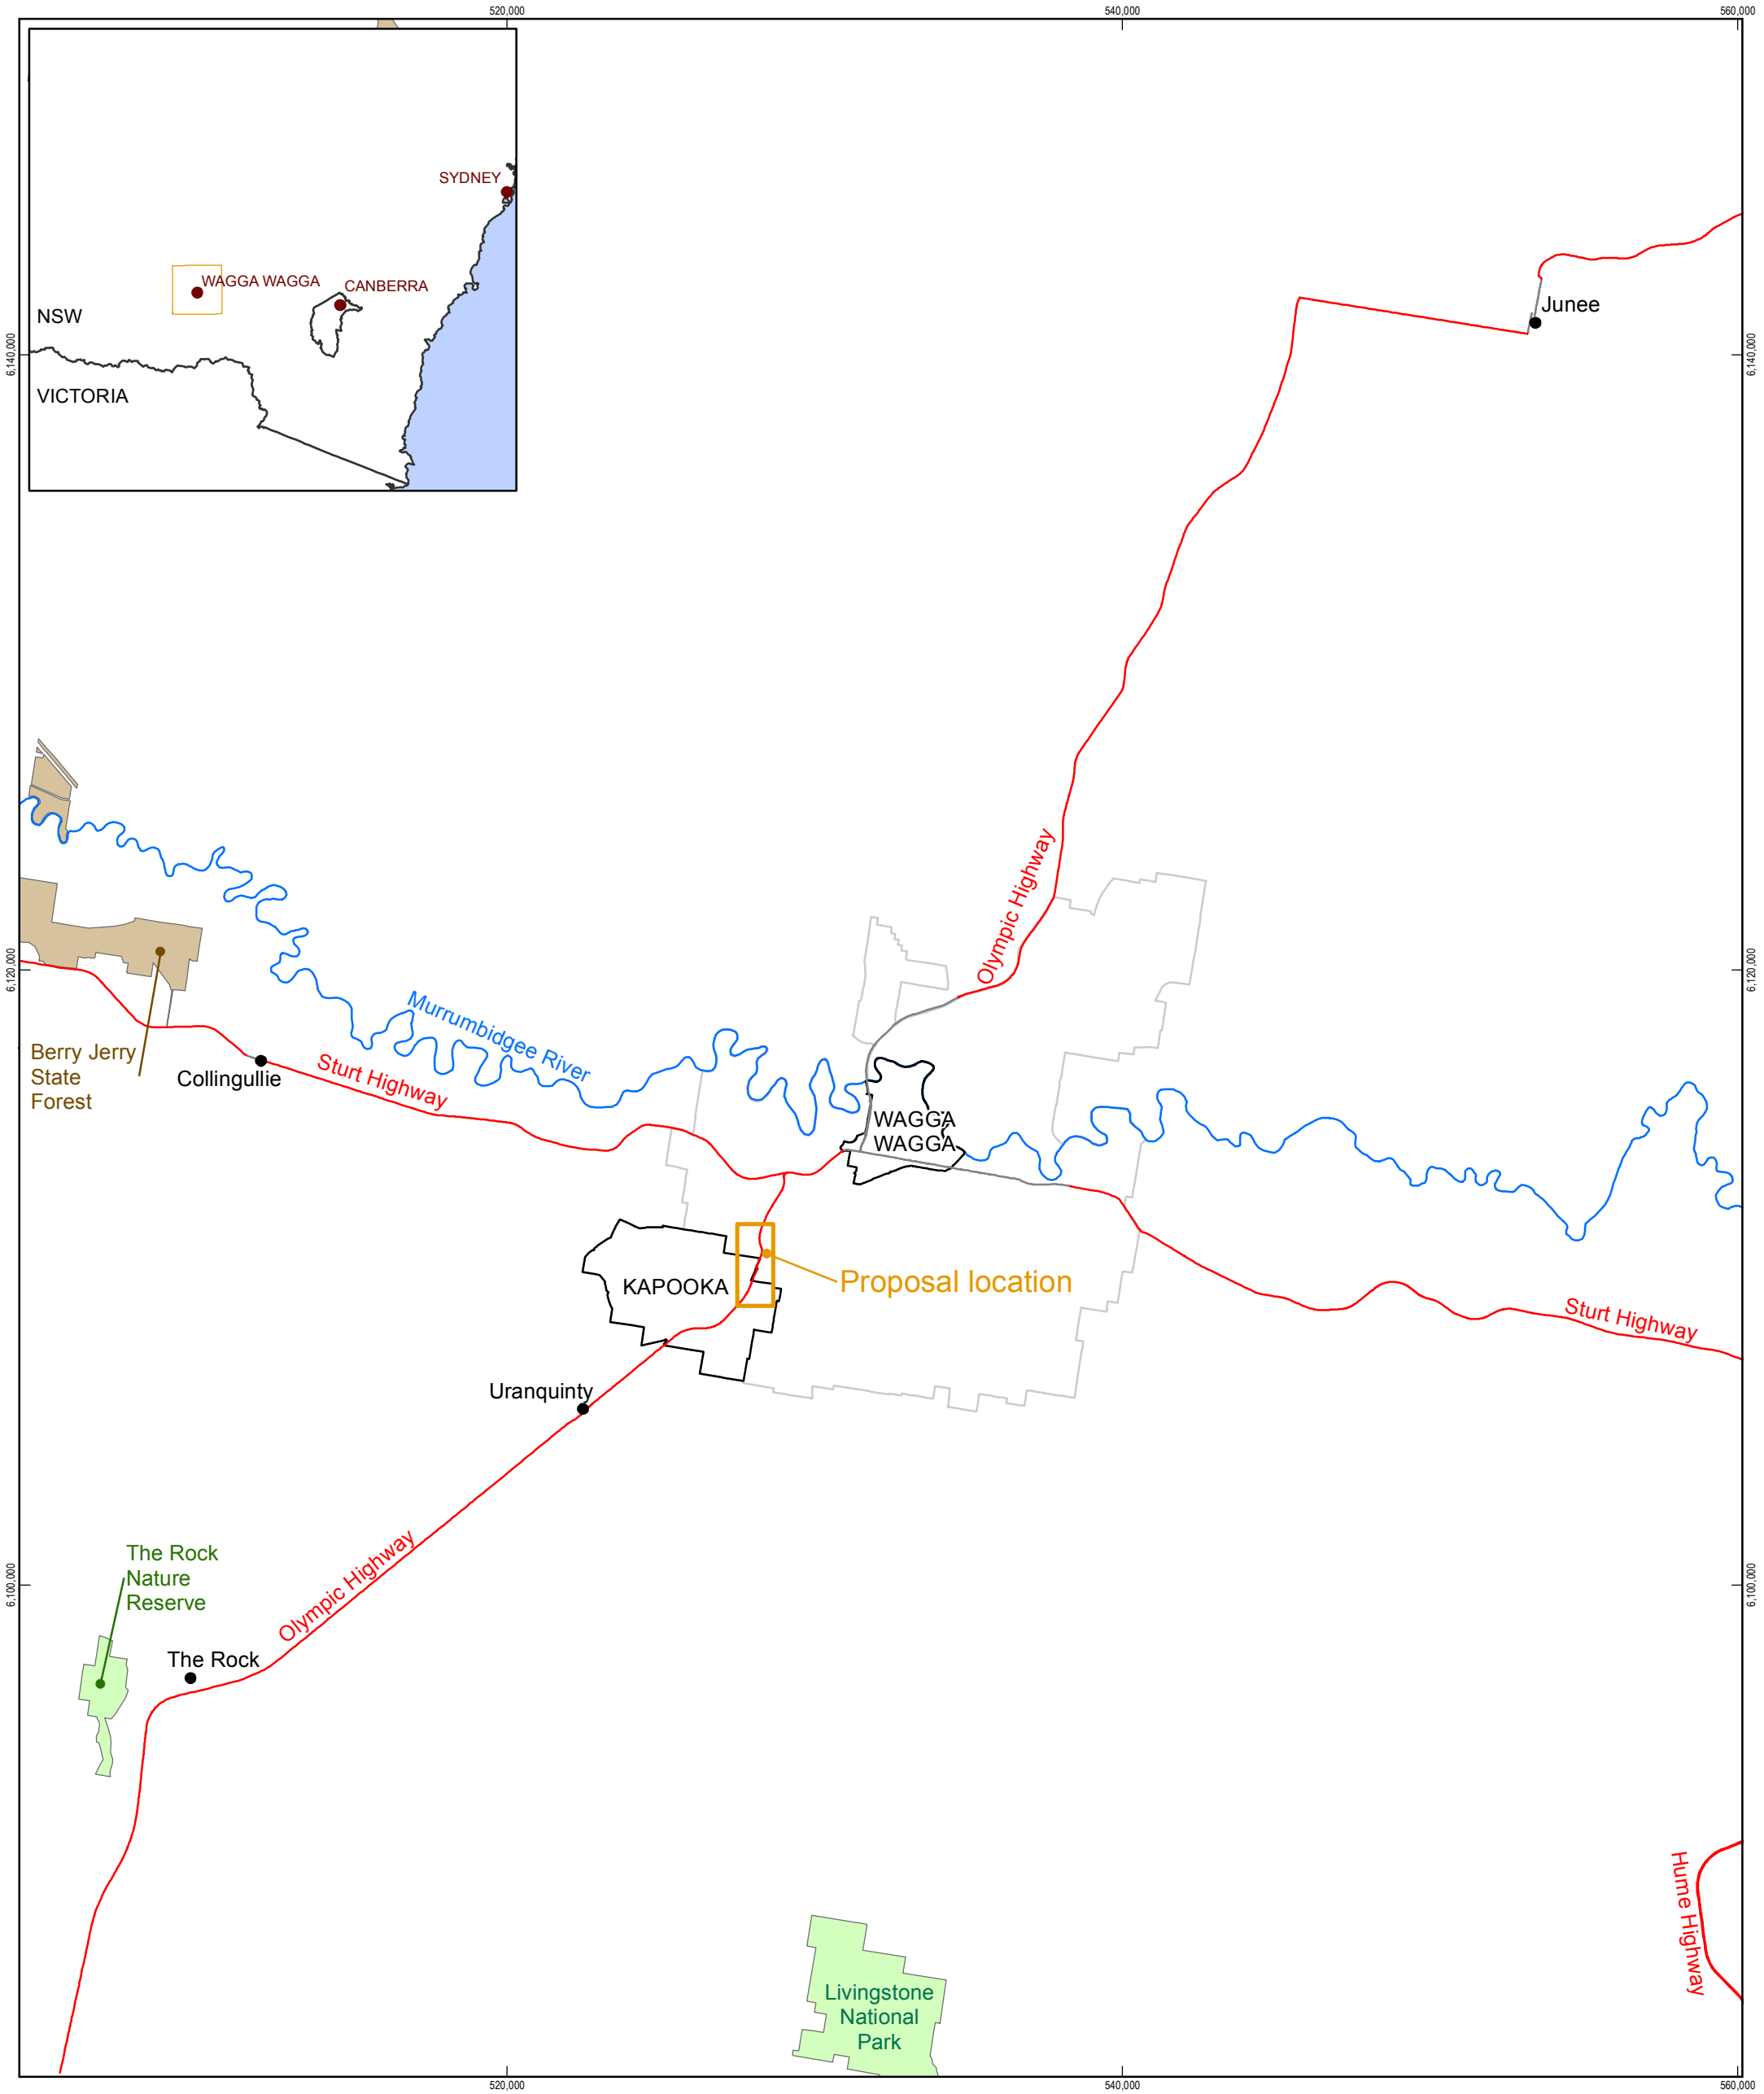 520,000
540,000
560,000
SYDNEY
WAGGA WAGGA
CANBERRA
NSW
VICTORIA
Junee
6,140,000
6,140,000
Olympic Highway
6,120,000
6,120,000
Murrumbidgee River
Berry Jerry
State
Forest
Collingullie
Sturt Highway
WAGGA
WAGGA
KAPOOKA
Proposal location
Sturt Highway
Uranquinty
The Rock
Nature
Reserve
Olympic Highway
6,100,000
6,100,000
The Rock
Hume Highway
Livingstone
National
Park
520,000
540,000
560,000